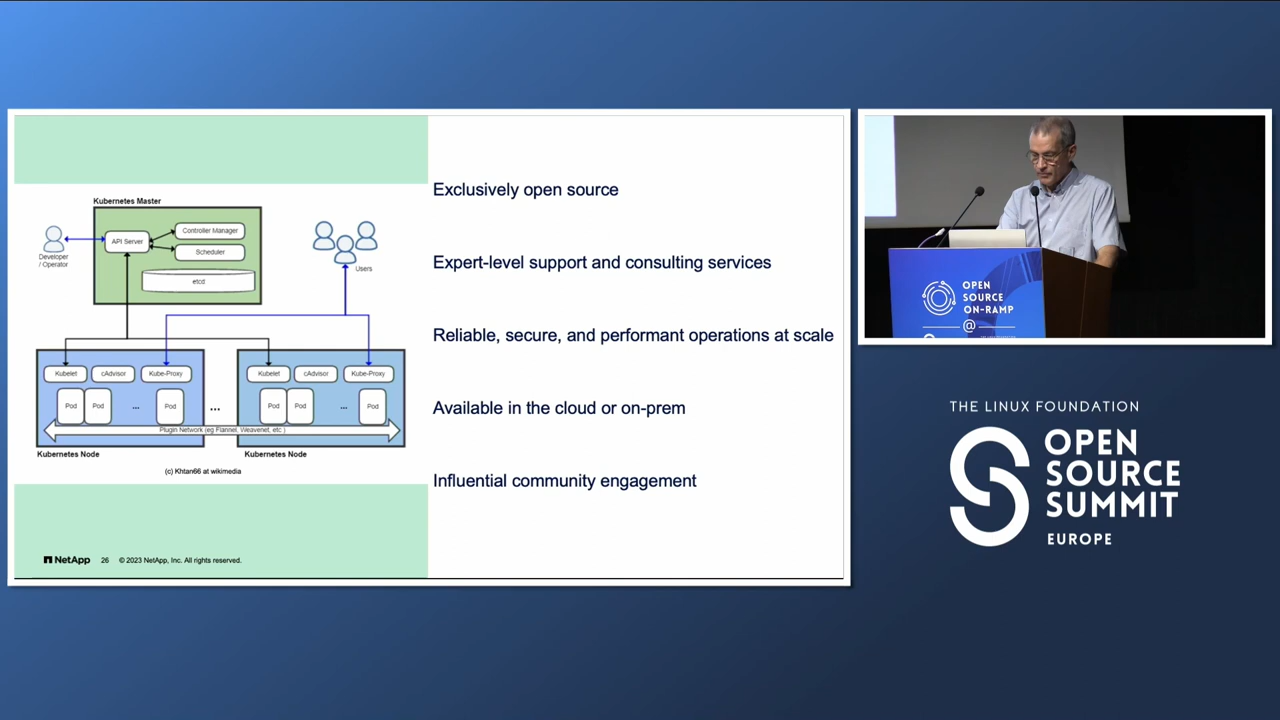 Kubernetes Master
API Server
Controller Manager
Scheduler
etcd
Developer
/ Operator
Users
Kubelet
cAdvisor
Kube-Proxy
Pod
Pod
...
Pod
Kubernetes Node
...
Kubelet
cAdvisor
Kube-Proxy
Pod
Pod
...
Pod
Kubernetes Node
Plugin Network (eg Flannel, Weavenet, etc )
(c) Khtan66 at wikimedia
NetApp
26
© 2023 NetApp, Inc. All rights reserved.
Exclusively open source
Expert-level support and consulting services
Reliable, secure, and performant operations at scale
Available in the cloud or on-prem
Influential community engagement
OPEN
SOURCE
ON-RAMP
@
THE LINUX FOUNDATION
OPEN
SOURCE
SUMMIT
EUROPE